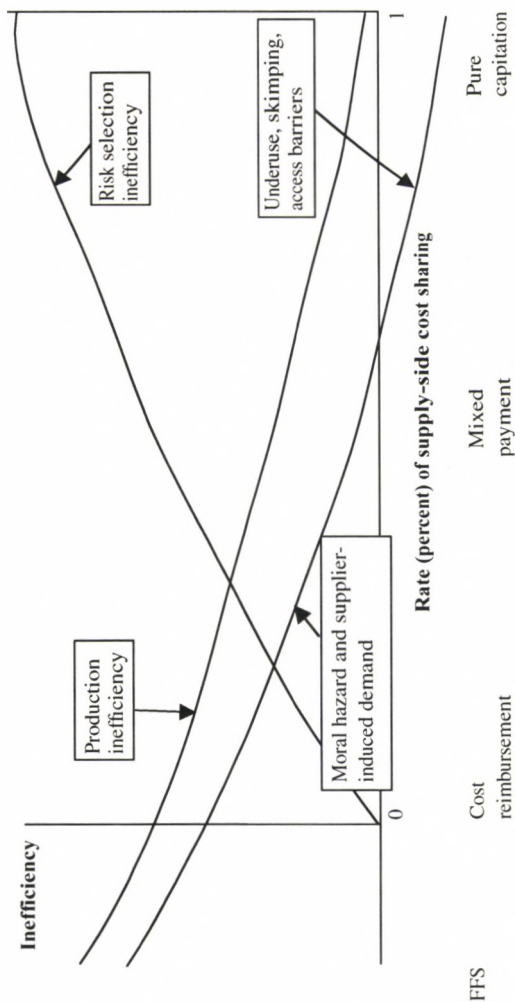 Inefficiency
Production
inefficiency
Risk selection
inefficiency
Moral hazard and supplier-
induced demand
Underuse, skimping,
access barriers
0
1
Rate (percent) of supply-side cost sharing
FFS
Cost
reimbursement
Mixed
payment
Pure
capitation